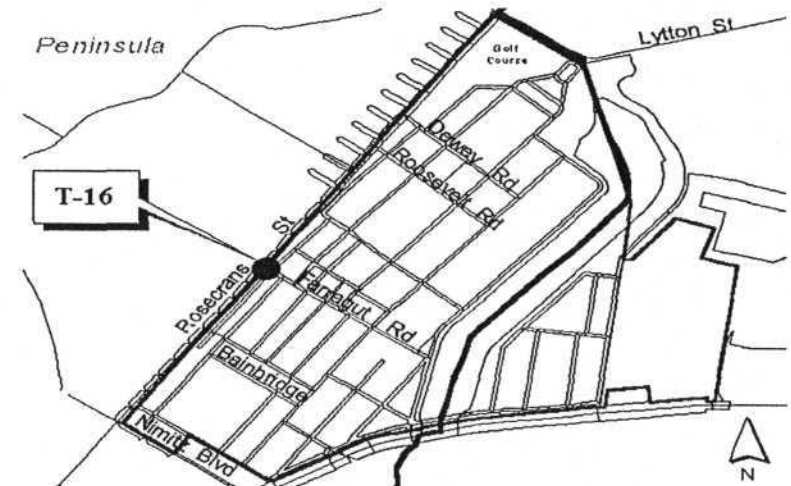 Peninsula
Lytton St
Golf
Course
Dewey Rd
Roosevelt Rd
T-16
Rosecrans St
Farragut Rd
Bainbridge
Nimitz Blvd
N